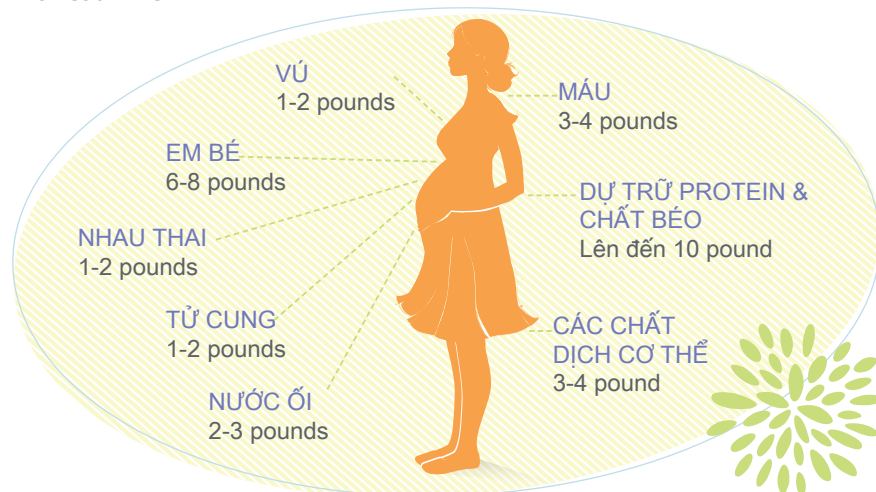 VÚ
1-2 pounds
EM BÉ
6-8 pounds
NHAU THAI
1-2 pounds
TỬ CUNG
1-2 pounds
NƯỚC ỐI
2-3 pounds
MÁU
3-4 pounds
DỰ TRỮ PROTEIN &
CHẤT BÉO
Lên đến 10 pound
CÁC CHẤT
DỊCH CƠ THỂ
3-4 pound